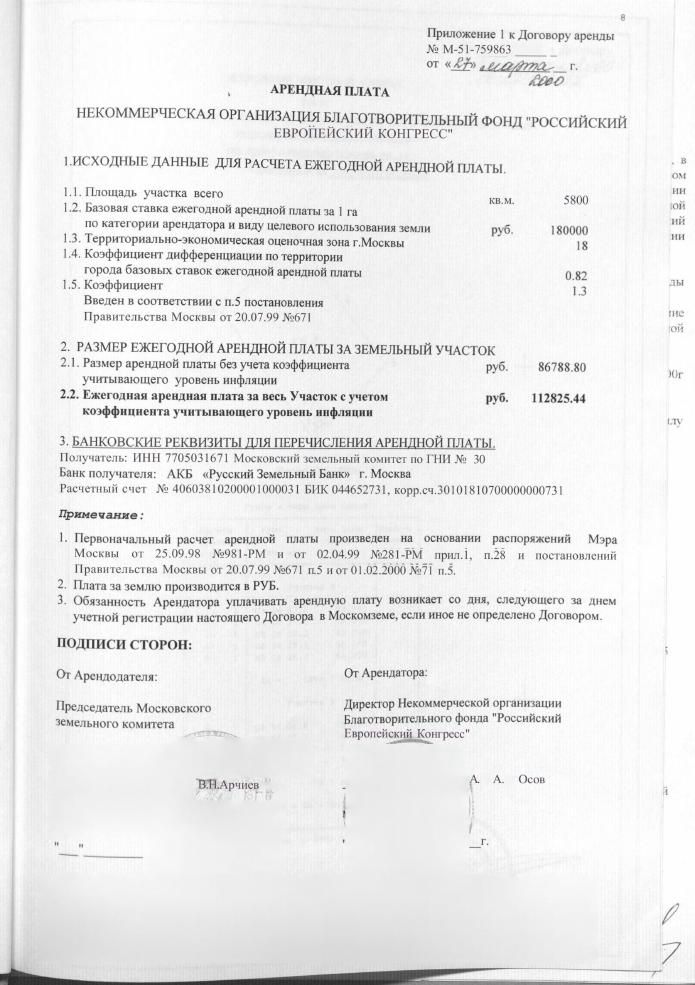 8
Приложение 1 к Договору аренды
№ М-51-759863
от «27» марта 2000 г.
АРЕНДНАЯ ПЛАТА
НЕКОММЕРЧЕСКАЯ ОРГАНИЗАЦИЯ БЛАГОТВОРИТЕЛЬНЫЙ ФОНД "РОССИЙСКИЙ
ЕВРОПЕЙСКИЙ КОНГРЕСС"
1.ИСХОДНЫЕ ДАННЫЕ ДЛЯ РАСЧЕТА ЕЖЕГОДНОЙ АРЕНДНОЙ ПЛАТЫ.
1.1. Площадь участка всего кв.м. 5800
1.2. Базовая ставка ежегодной арендной платы за 1 га
по категории арендатора и виду целевого использования земли руб. 180000
1.3. Территориально-экономическая оценочная зона г.Москвы 18
1.4. Коэффициент дифференциации по территории
города базовых ставок ежегодной арендной платы 0.82
1.5. Коэффициент 1.3
Введен в соответствии с п.5 постановления
Правительства Москвы от 20.07.99 №671
2. РАЗМЕР ЕЖЕГОДНОЙ АРЕНДНОЙ ПЛАТЫ ЗА ЗЕМЕЛЬНЫЙ УЧАСТОК
2.1. Размер арендной платы без учета коэффициента руб. 86788.80
учитывающего уровень инфляции
2.2. Ежегодная арендная плата за весь Участок с учетом руб. 112825.44
коэффициента учитывающего уровень инфляции
3. БАНКОВСКИЕ РЕКВИЗИТЫ ДЛЯ ПЕРЕЧИСЛЕНИЯ АРЕНДНОЙ ПЛАТЫ.
Получатель: ИНН 7705031671 Московский земельный комитет по ГНИ № 30
Банк получателя: АКБ «Русский Земельный Банк» г. Москва
Расчетный счет № 40603810200001000031 БИК 044652731, корр.сч.30101810700000000731
Примечание:
1. Первоначальный расчет арендной платы произведен на основании распоряжений Мэра
Москвы от 25.09.98 №981-РМ и от 02.04.99 №281-РМ прил.1, п.28 и постановлений
Правительства Москвы от 20.07.99 №671 п.5 и от 01.02.2000 №71 п.5.
2. Плата за землю производится в РУБ.
3. Обязанность Арендатора уплачивать арендную плату возникает со дня, следующего за днем
учетной регистрации настоящего Договора в Москомземе, если иное не определено Договором.
ПОДПИСИ СТОРОН:
От Арендодателя:
Председатель Московского
земельного комитета
В.Н.Арчиев
"__"________
От Арендатора:
Директор Некоммерческой организации
Благотворительного фонда "Российский
Европейский Конгресс"
А. А. Осов
__г.